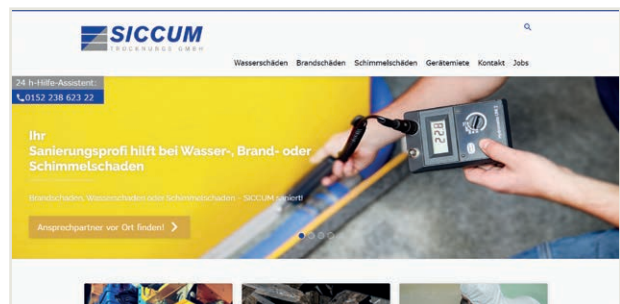 SICCUM
TROCKNUNGS GMBH
Wasserschäden Brandschäden Schimmelschäden Gerätemiete Kontakt Jobs
24 h-Hilfe-Assistent:
0152 238 623 22
Ihr
Sanierungsprofi hilft bei Wasser-, Brand- oder
Schimmelschaden
Brandschaden, Wasserschaden oder Schimmelschaden – SICCUM saniert!
Ansprechpartner vor Ort finden!